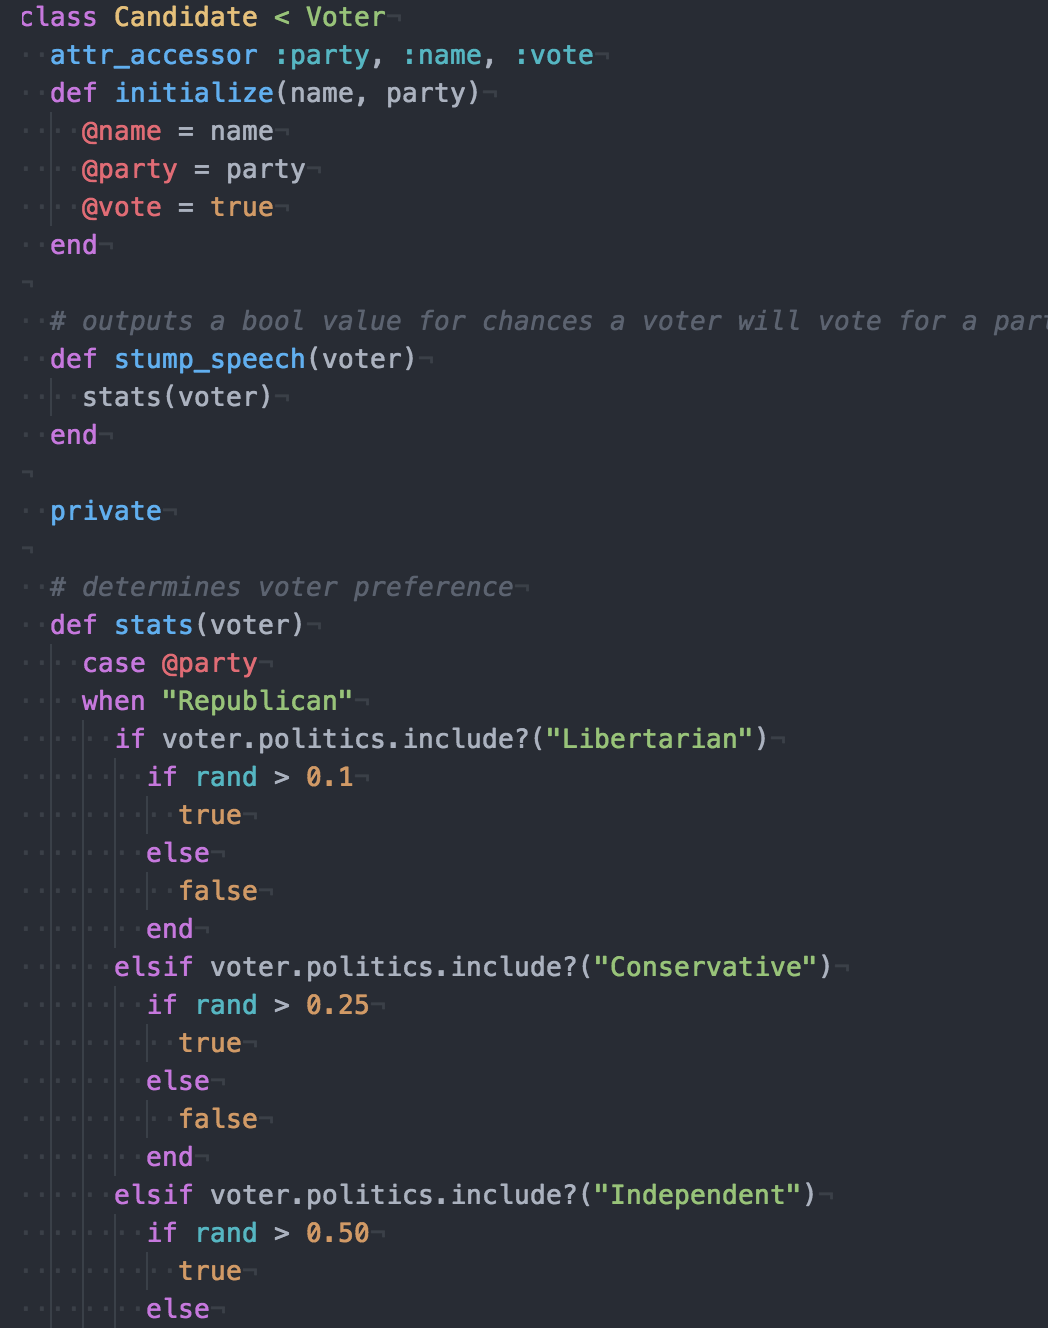 class Candidate < Voter
attr_accessor :party, :name, :vote
def initialize(name, party)
@name = name
@party = party
@vote = true
end
# outputs a bool value for chances a voter will vote for a
def stump_speech(voter)
stats(voter)
end
private
# determines voter preference
def stats(voter)
case @party
when "Republican"
if voter.politics.include?("Libertarian")
if rand > 0.1
true
else
false
end
elsif voter.politics.include?("Conservative")
if rand > 0.25
true
else
false
end
elsif voter.politics.include?("Independent")
if rand > 0.50
true
else